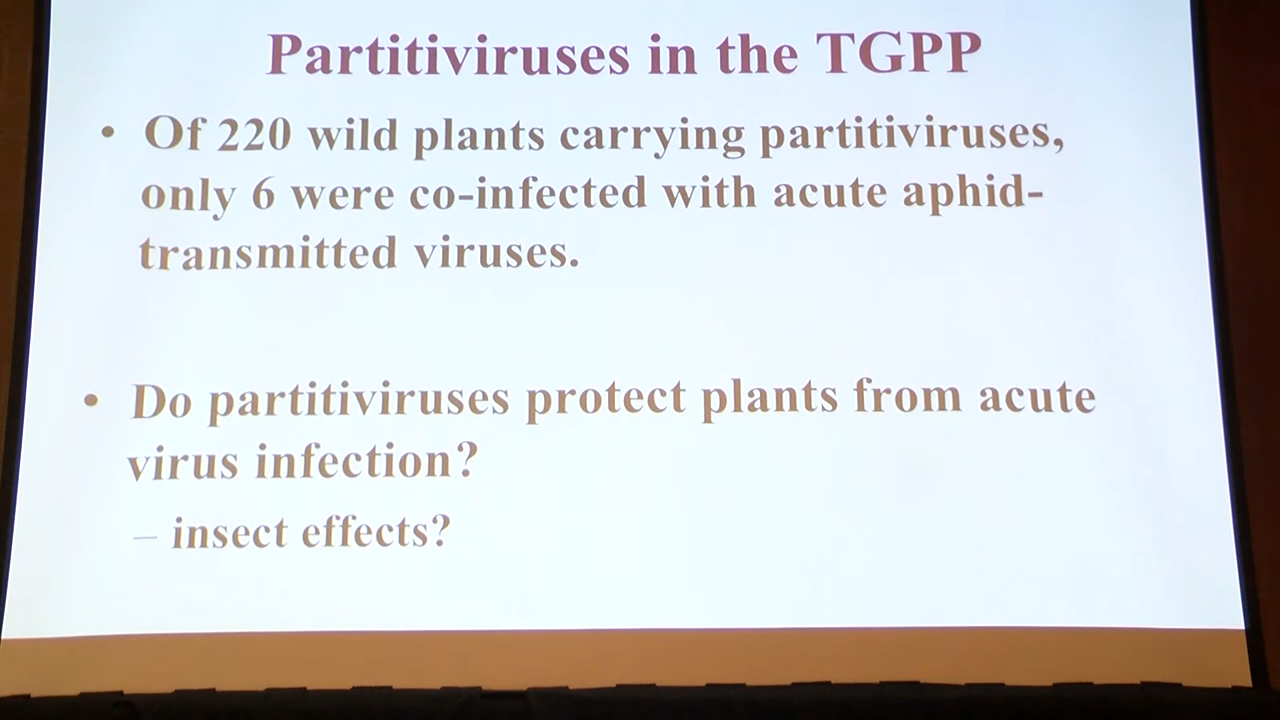 Partitiviruses in the TGPP
• Of 220 wild plants carrying partitiviruses,
only 6 were co-infected with acute aphid-
transmitted viruses.
• Do partitiviruses protect plants from acute
virus infection?
– insect effects?